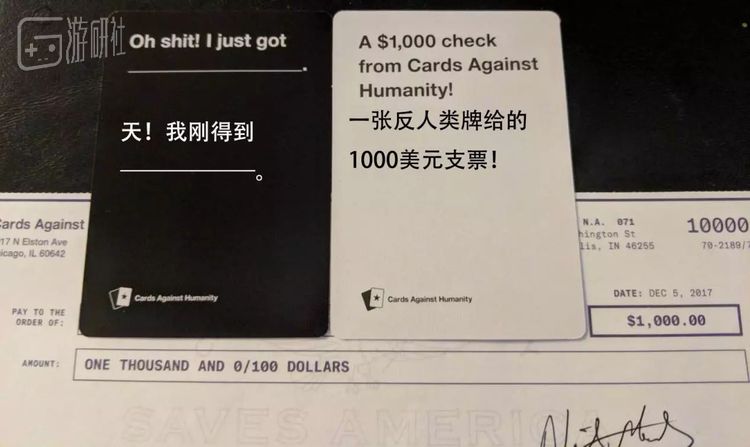 游研社
Oh shit! I just got
____________________.
天！我刚得到
____________。
Cards Against Humanity
A $1,000 check
from Cards Against
Humanity!
一张反人类牌给的
1000美元支票！
Cards Against Humanity
Cards Against
17 N Elston Ave
icago, IL 60642
N.A. 071
hington St
lis, IN 46255
10000
70-2189/7
DATE: DEC 5, 2017
PAY TO THE
ORDER OF:
$1,000.00
AMOUNT:
ONE THOUSAND AND 0/100 DOLLARS
SAVES AMERICA